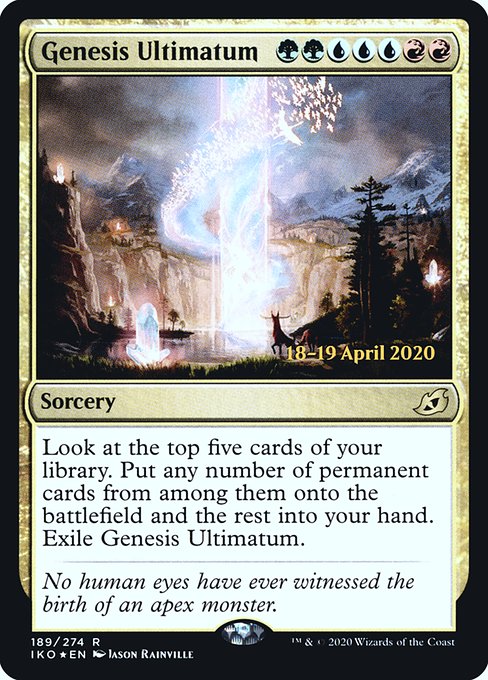 Genesis Ultimatum
18–19 April 2020
Sorcery
Look at the top five cards of your
library. Put any number of permanent
cards from among them onto the
battlefield and the rest into your hand.
Exile Genesis Ultimatum.
No human eyes have ever witnessed the
birth of an apex monster.
189/274 R
IKO ★ EN Jason Rainville
™ & © 2020 Wizards of the Coast